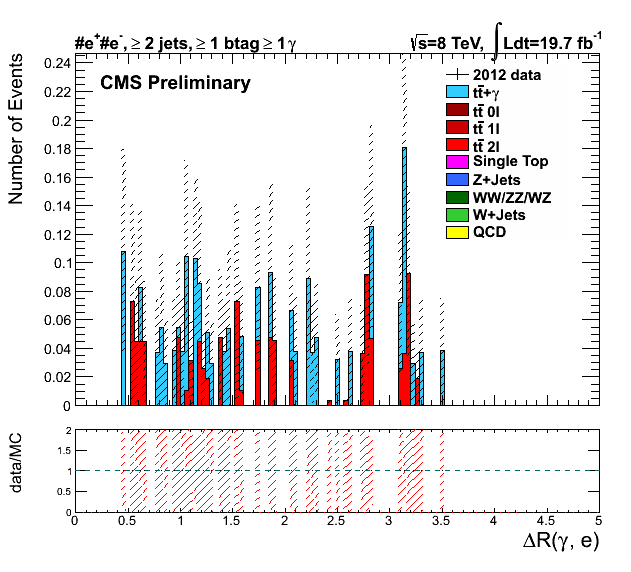 #e⁺#e⁻, ≥ 2 jets, ≥ 1 btag ≥ 1 γ
√s=8 TeV, ∫Ldt=19.7 fb⁻¹
CMS Preliminary
2012 data
tt̄+γ
tt̄ 0l
tt̄ 1l
tt̄ 2l
Single Top
Z+Jets
WW/ZZ/WZ
W+Jets
QCD
Number of Events
0.24
0.22
0.2
0.18
0.16
0.14
0.12
0.1
0.08
0.06
0.04
0.02
0
data/MC
2
1.5
1
0.5
0
0 0.5 1 1.5 2 2.5 3 3.5 4 4.5 5
ΔR(γ, e)